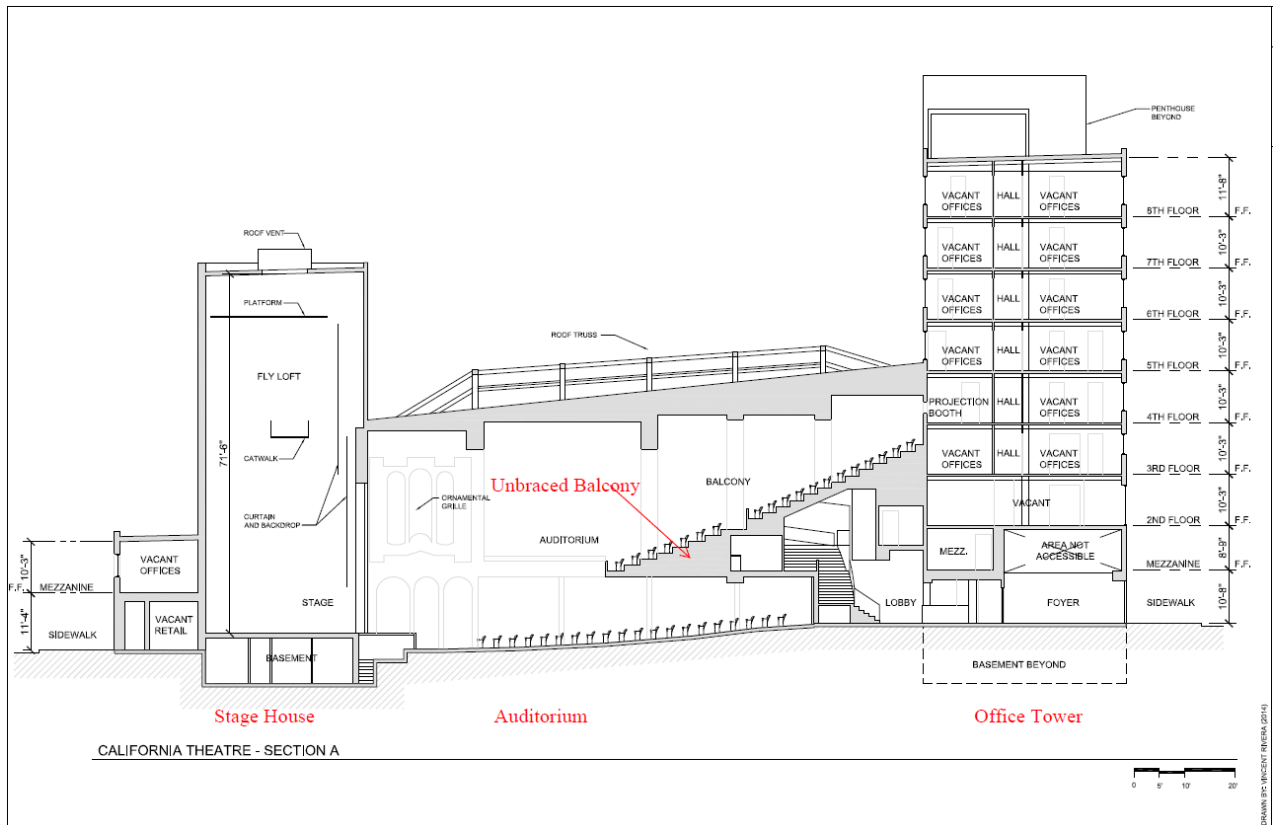 PENTHOUSE
BEYOND
VACANT
OFFICES
HALL
VACANT
OFFICES
11'-8"
8TH FLOOR
F.F.
ROOF VENT
VACANT
OFFICES
HALL
VACANT
OFFICES
10'-3"
7TH FLOOR
F.F.
PLATFORM
VACANT
OFFICES
HALL
VACANT
OFFICES
10'-3"
6TH FLOOR
F.F.
ROOF TRUSS
VACANT
OFFICES
HALL
VACANT
OFFICES
10'-3"
5TH FLOOR
F.F.
FLY LOFT
PROJECTION
BOOTH
HALL
VACANT
OFFICES
10'-3"
4TH FLOOR
F.F.
71'-6"
CATWALK
VACANT
OFFICES
HALL
VACANT
OFFICES
10'-3"
3RD FLOOR
F.F.
Unbraced Balcony
BALCONY
ORNAMENTAL
GRILLE
VACANT
10'-3"
2ND FLOOR
F.F.
CURTAIN
AND BACKDROP
AUDITORIUM
MEZZ.
AREA NOT
ACCESSIBLE
8'-9"
MEZZANINE
F.F.
10'-3"
VACANT
OFFICES
F.F.
MEZZANINE
STAGE
LOBBY
FOYER
SIDEWALK
10'-8"
11'-4"
VACANT
RETAIL
SIDEWALK
BASEMENT
BASEMENT BEYOND
Stage House
Auditorium
Office Tower
CALIFORNIA THEATRE - SECTION A
0
5'
10'
20'
DRAWN BY: VINCENT RIVERA (2014)